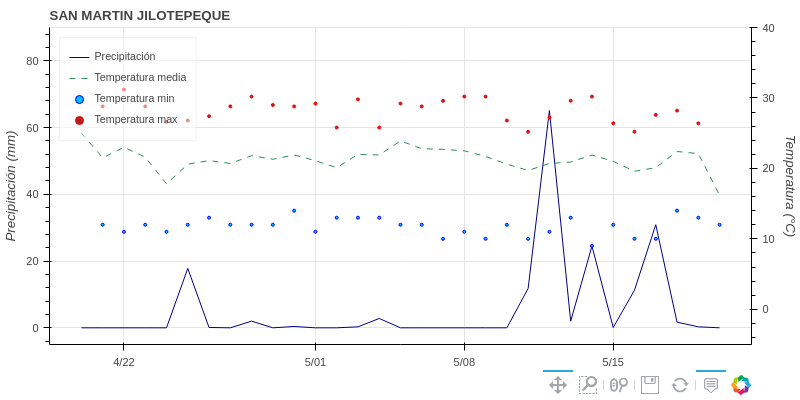 SAN MARTIN JILOTEPEQUE
Precipitación
Temperatura media
Temperatura min
Temperatura max
Precipitación (mm)
80
60
40
20
0
Temperatura (°C)
40
30
20
10
0
4/22
5/01
5/08
5/15